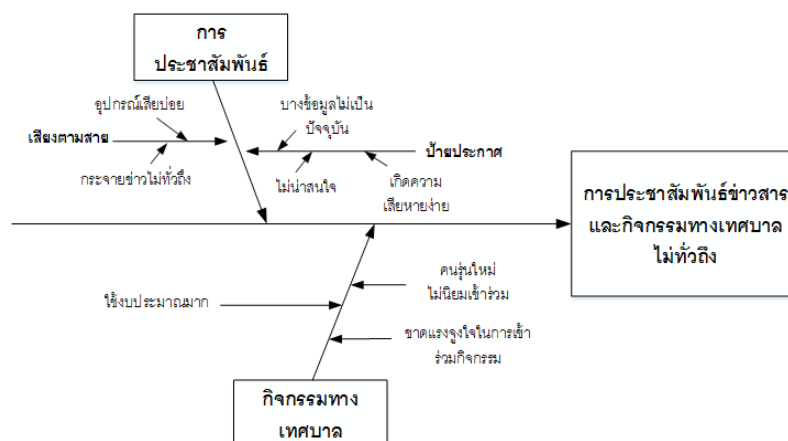 การ
ประชาสัมพันธ์
อุปกรณ์เสียบ่อย
เสียงตามสาย
กระจายข่าวไม่ทั่วถึง
บางข้อมูลไม่เป็น
ปัจจุบัน
ป้ายประกาศ
ไม่น่าสนใจ
เกิดความ
เสียหายง่าย
การประชาสัมพันธ์ข่าวสาร
และกิจกรรมทางเทศบาล
ไม่ทั่วถึง
คนรุ่นใหม่
ไม่นิยมเข้าร่วม
ใช้งบประมาณมาก
ขาดแรงจูงใจในการเข้า
ร่วมกิจกรรม
กิจกรรมทาง
เทศบาล